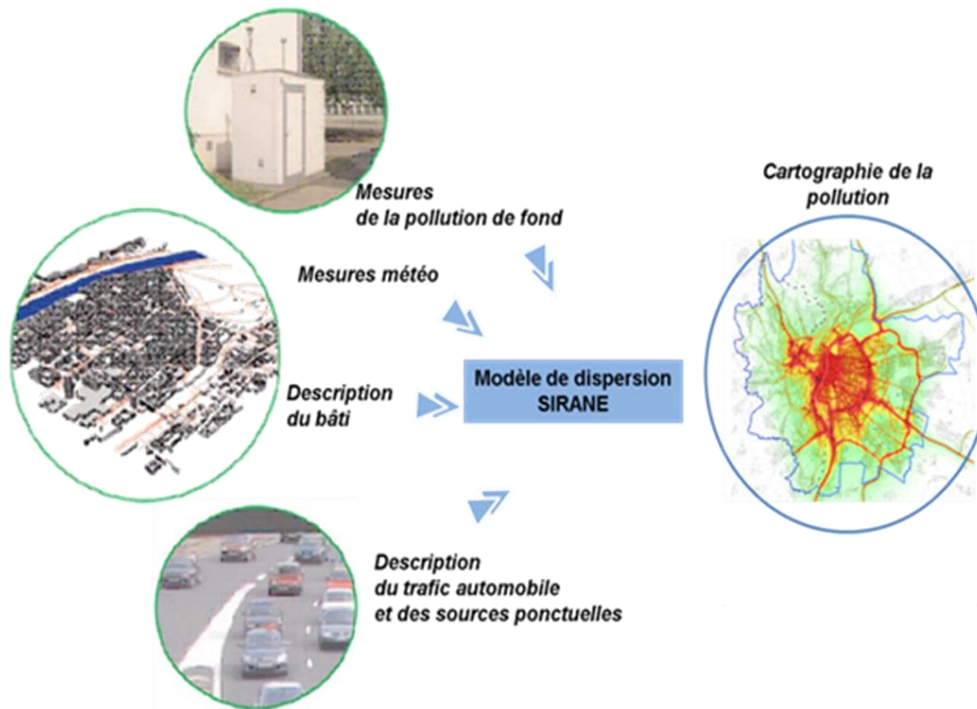 Mesures
de la pollution de fond
Cartographie de la
pollution
Mesures météo
Modèle de dispersion
SIRANE
Description
du bâti
Description
du trafic automobile
et des sources ponctuelles